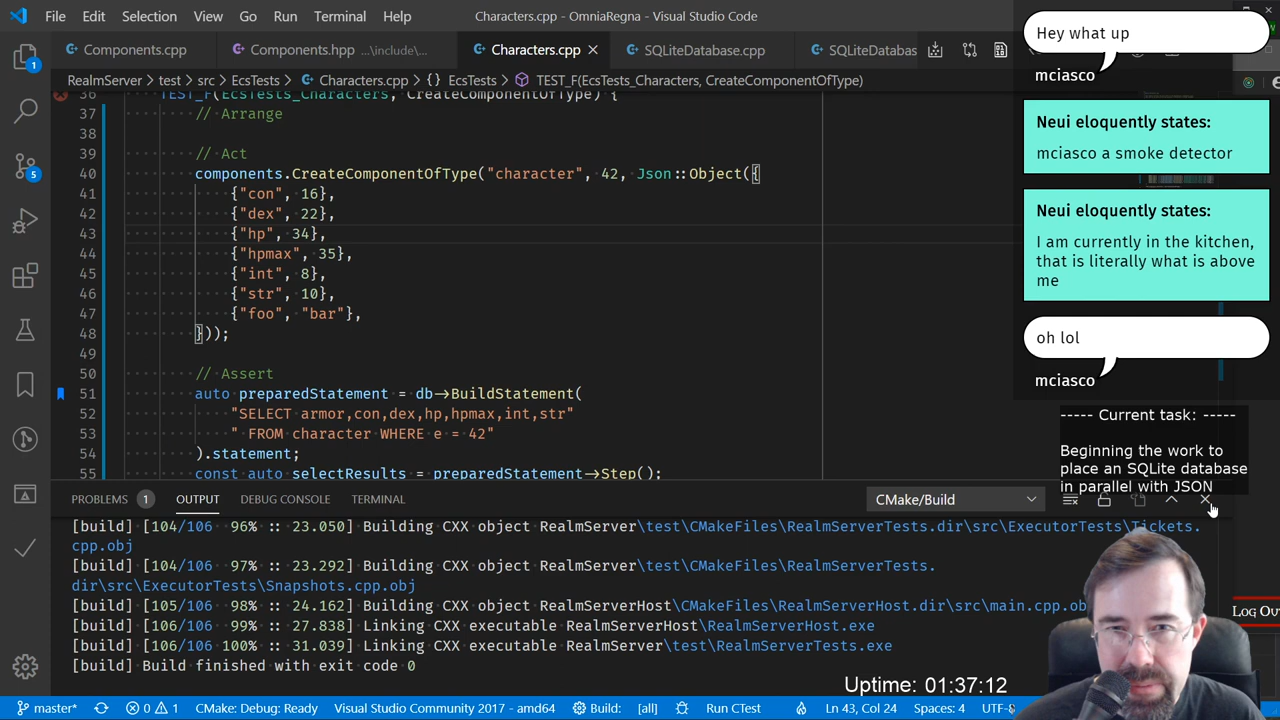 File Edit Selection View Go Run Terminal Help Characters.cpp - OmniaRegna - Visual Studio Code
Components.cpp Components.hpp ...\include\... Characters.cpp SQLiteDatabase.cpp SQLiteDatabas
RealmServer > test > src > EcsTests > Characters.cpp > {} EcsTests > TEST_F(EcsTests_Characters, CreateComponentOfType)
36 TEST_F(EcsTests_Characters, CreateComponentOfType) {
37 // Arrange
38
39 // Act
40 components.CreateComponentOfType("character", 42, Json::Object({
41 {"con", 16},
42 {"dex", 22},
43 {"hp", 34},
44 {"hpmax", 35},
45 {"int", 8},
46 {"str", 10},
47 {"foo", "bar"},
48 }));
49
50 // Assert
51 auto preparedStatement = db->BuildStatement(
52 "SELECT armor,con,dex,hp,hpmax,int,str"
53 " FROM character WHERE e = 42"
54 ).statement;
55 const auto selectResults = preparedStatement->Step();
Hey what up
mciasco
Neui eloquently states:
mciasco a smoke detector
Neui eloquently states:
I am currently in the kitchen,
that is literally what is above
me
oh lol
mciasco
----- Current task: -----
Beginning the work to
place an SQLite database
in parallel with JSON
1
5
PROBLEMS 1 OUTPUT DEBUG CONSOLE TERMINAL CMake/Build
[build] [104/106 96% :: 23.050] Building CXX object RealmServer\test\CMakeFiles\RealmServerTests.dir\src\ExecutorTests\Tickets.
cpp.obj
[build] [104/106 97% :: 23.292] Building CXX object RealmServer\test\CMakeFiles\RealmServerTests.
dir\src\ExecutorTests\Snapshots.cpp.obj
[build] [105/106 98% :: 24.162] Building CXX object RealmServerHost\CMakeFiles\RealmServerHost.dir\src\main.cpp.ob
[build] [106/106 99% :: 27.838] Linking CXX executable RealmServerHost\RealmServerHost.exe
[build] [106/106 100% :: 31.039] Linking CXX executable RealmServer\test\RealmServerTests.exe
[build] Build finished with exit code 0
Log Ou
Uptime: 01:37:12
master* 0 1 CMake: Debug: Ready Visual Studio Community 2017 - amd64 Build: [all] Run CTest Ln 43, Col 24 Spaces: 4 UTF-8